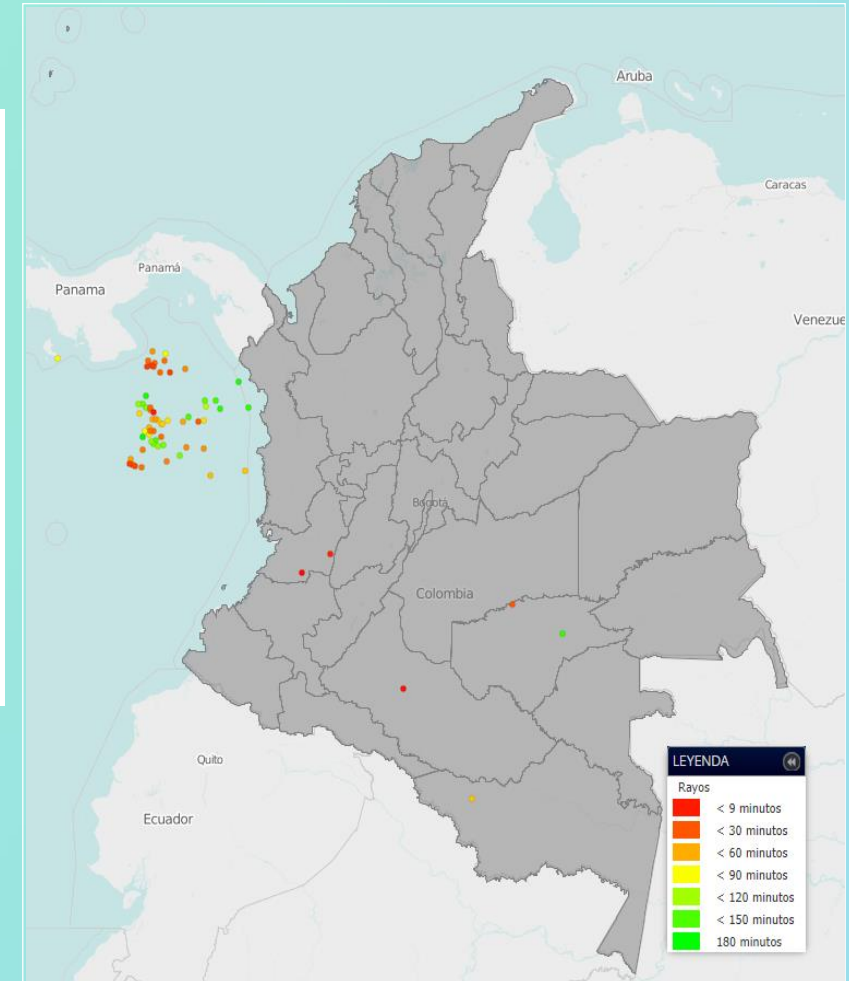 Aruba
Caracas
Panamá
Panama
Venezue
Bogotá
Colombia
Quito
Ecuador
LEYENDA
Rayos
< 9 minutos
< 30 minutos
< 60 minutos
< 90 minutos
< 120 minutos
< 150 minutos
180 minutos